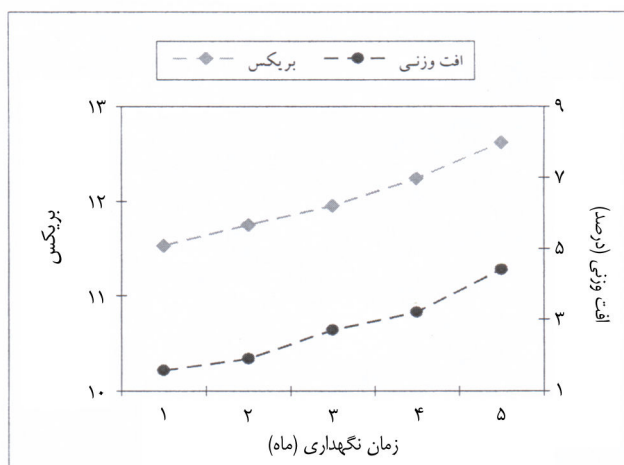 افت وزنی
بریکس
۱۳
۱۲
۱۱
۱۰
بریکس
۹
۷
۵
۳
۱
افت وزنی (درصد)
۱ ۲ ۳ ۴ ۵
زمان نگهداری (ماه)